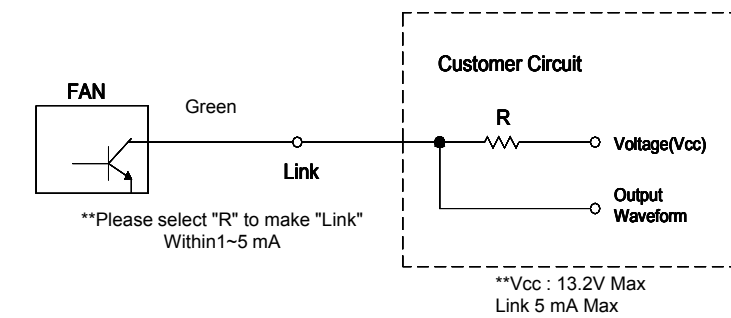 Customer Circuit
FAN
Green
R
Voltage(Vcc)
Link
Output
Waveform
**Please select "R" to make "Link"
Within1~5 mA
**Vcc : 13.2V Max
Link 5 mA Max